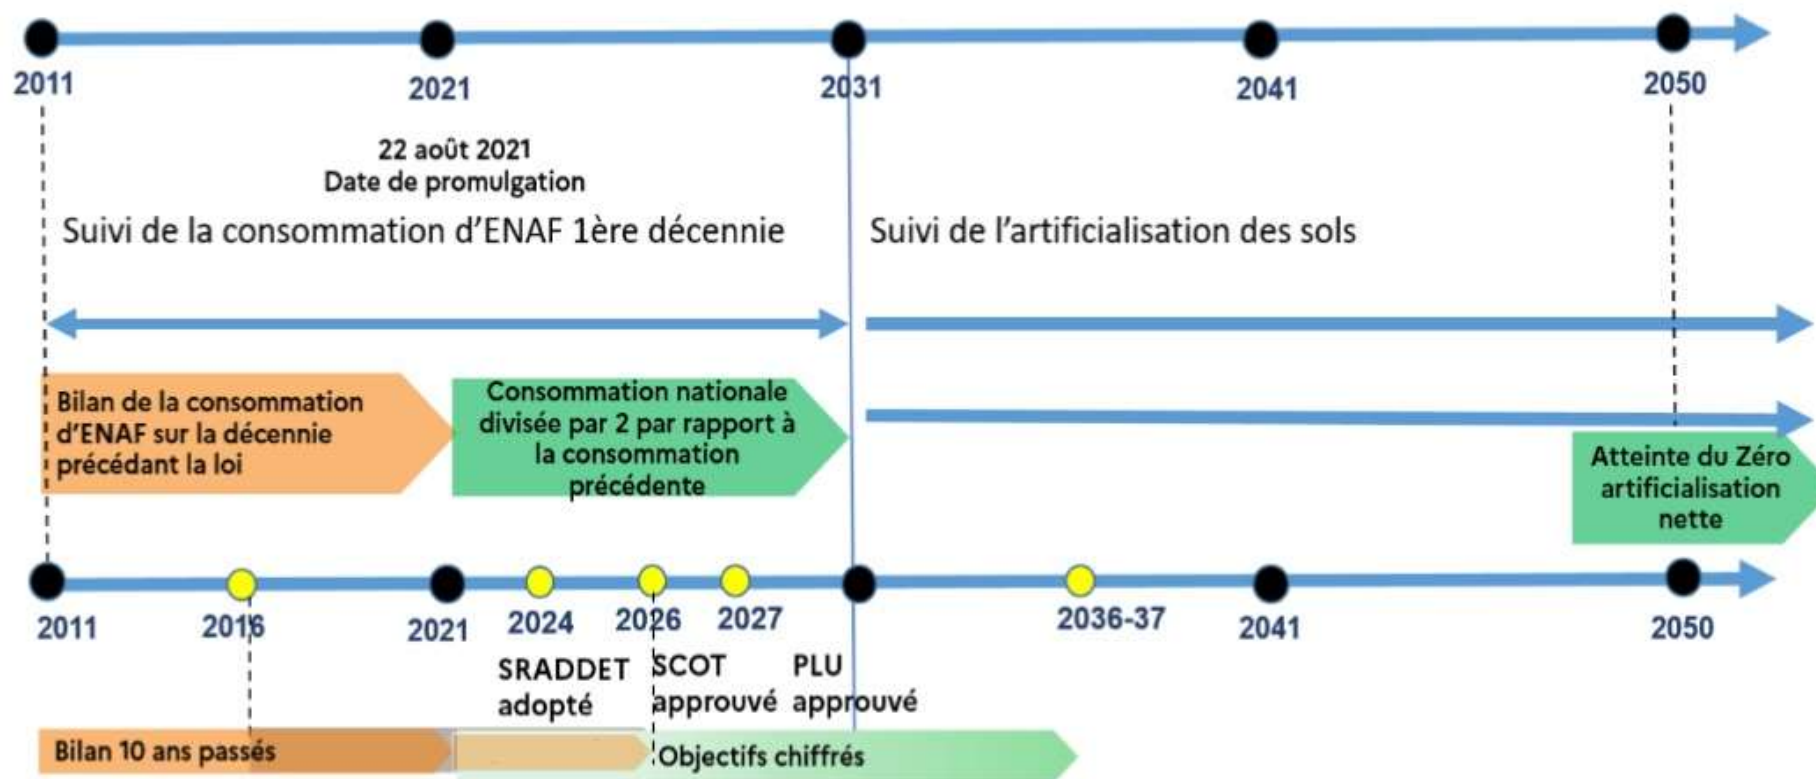 2011 2021 2031 2041 2050
22 août 2021
Date de promulgation
Suivi de la consommation d'ENAF 1ère décennie
Suivi de l'artificialisation des sols
Bilan de la consommation
d'ENAF sur la décennie
précédant la loi
Consommation nationale
divisée par 2 par rapport à
la consommation
précédente
Atteinte du Zéro
artificialisation
nette
2011 2016 2021 2024 2026 2027 2036-37 2041 2050
SRADDET
adopté
SCOT
approuvé
PLU
approuvé
Bilan 10 ans passés
Objectifs chiffrés